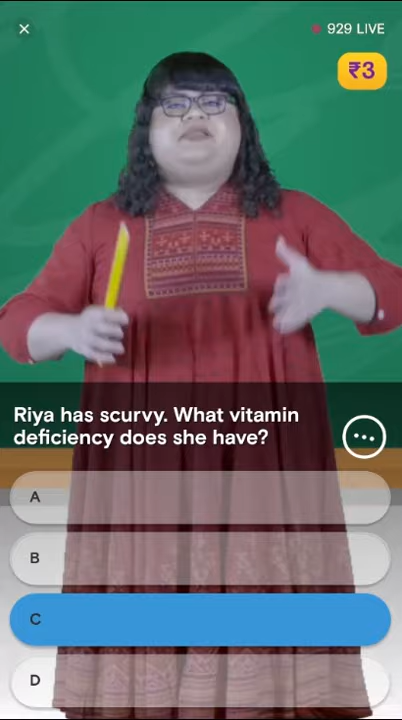 929 LIVE
₹3
Riya has scurvy. What vitamin
deficiency does she have?
A
B
C
D